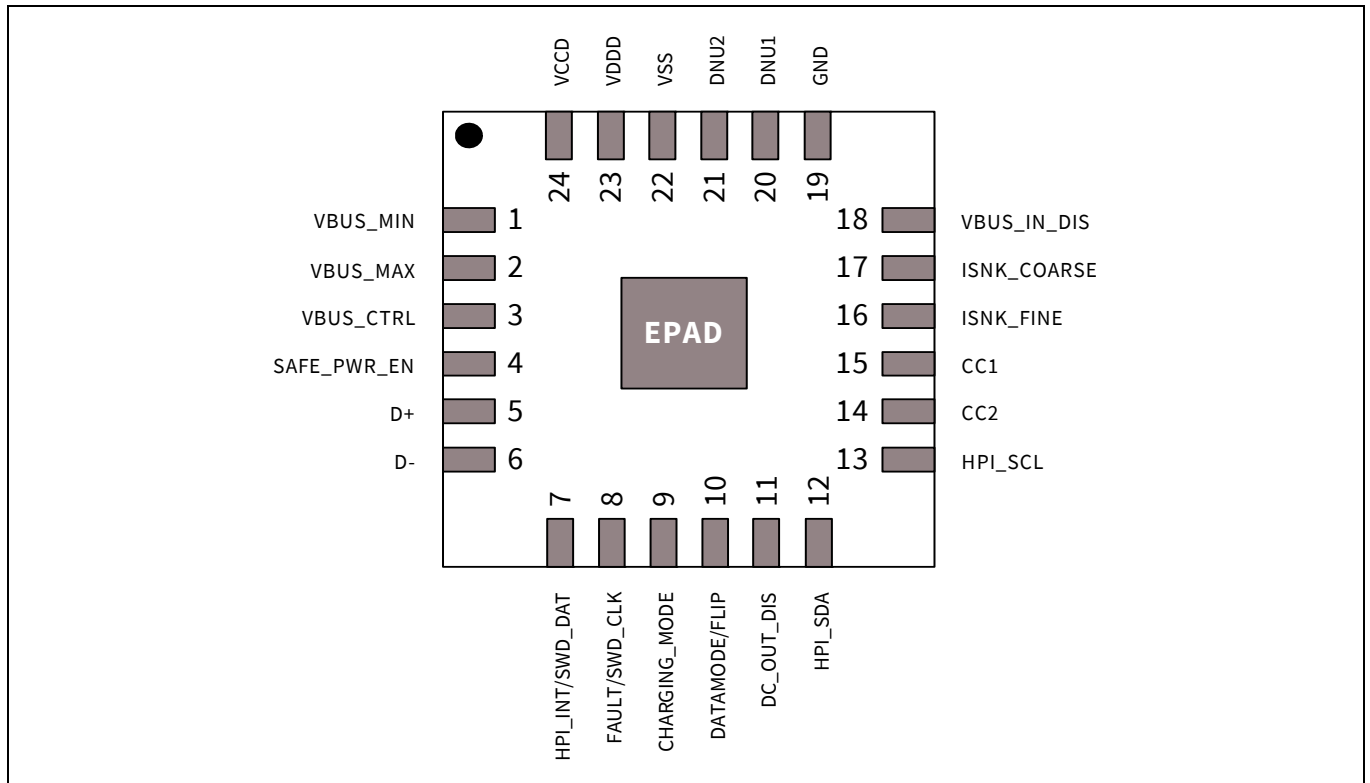 VCCD
VDDD
VSS
DNU2
DNU1
GND
24
23
22
21
20
19
VBUS_MIN 1
VBUS_MAX 2
VBUS_CTRL 3
SAFE_PWR_EN 4
D+ 5
D- 6
EPAD
18 VBUS_IN_DIS
17 ISNK_COARSE
16 ISNK_FINE
15 CC1
14 CC2
13 HPI_SCL
7
8
9
10
11
12
HPI_INT/SWD_DAT
FAULT/SWD_CLK
CHARGING_MODE
DATAMODE/FLIP
DC_OUT_DIS
HPI_SDA